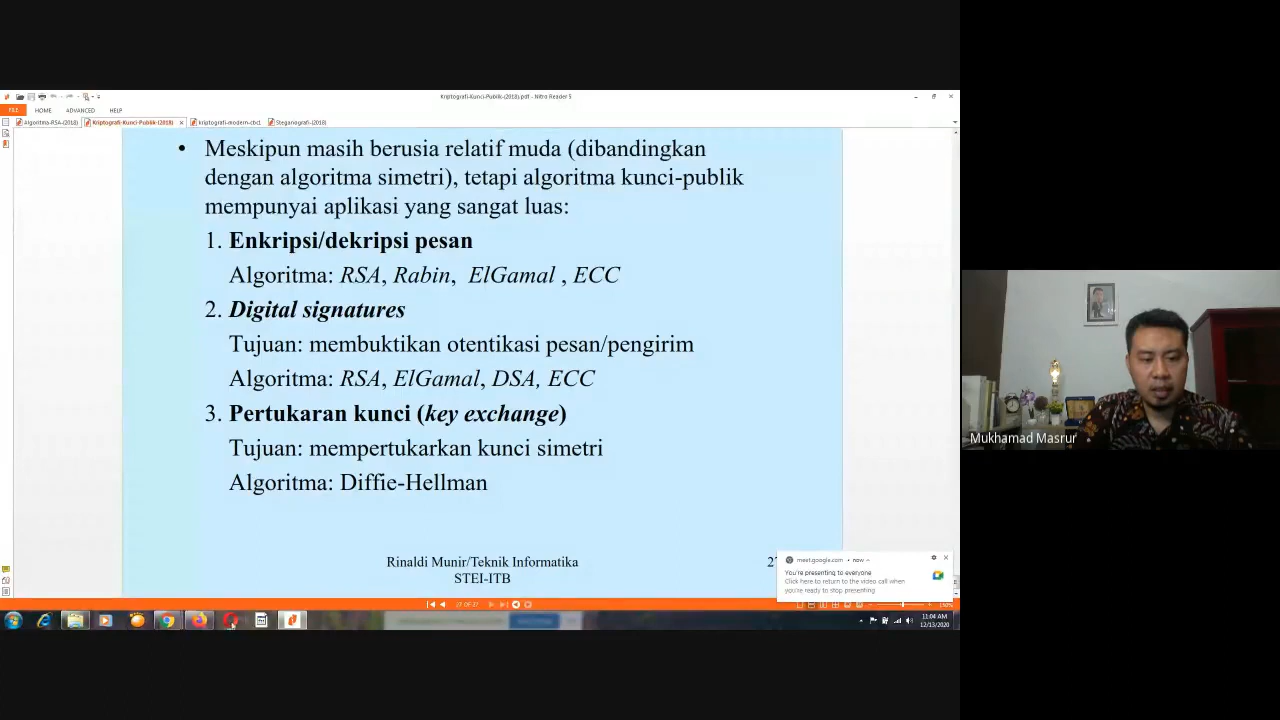 Kriptografi-Kunci-Publik-(2018).pdf - Nitro Reader 5
FILE HOME ADVANCED HELP
Algoritma-RSA-(2018) Kriptografi-Kunci-Publik-(2018) kriptografi-modern-cbc1 Steganografi-(2018)
• Meskipun masih berusia relatif muda (dibandingkan
dengan algoritma simetri), tetapi algoritma kunci-publik
mempunyai aplikasi yang sangat luas:
1. Enkripsi/dekripsi pesan
Algoritma: RSA, Rabin, ElGamal , ECC
2. Digital signatures
Tujuan: membuktikan otentikasi pesan/pengirim
Algoritma: RSA, ElGamal, DSA, ECC
3. Pertukaran kunci (key exchange)
Tujuan: mempertukarkan kunci simetri
Algoritma: Diffie-Hellman
Rinaldi Munir/Teknik Informatika
STEI-ITB
27
meet.google.com • now
You're presenting to everyone
Click here to return to the video call when
you're ready to stop presenting
27 OF 27
11:04 AM
12/13/2020
Mukhamad Masrur